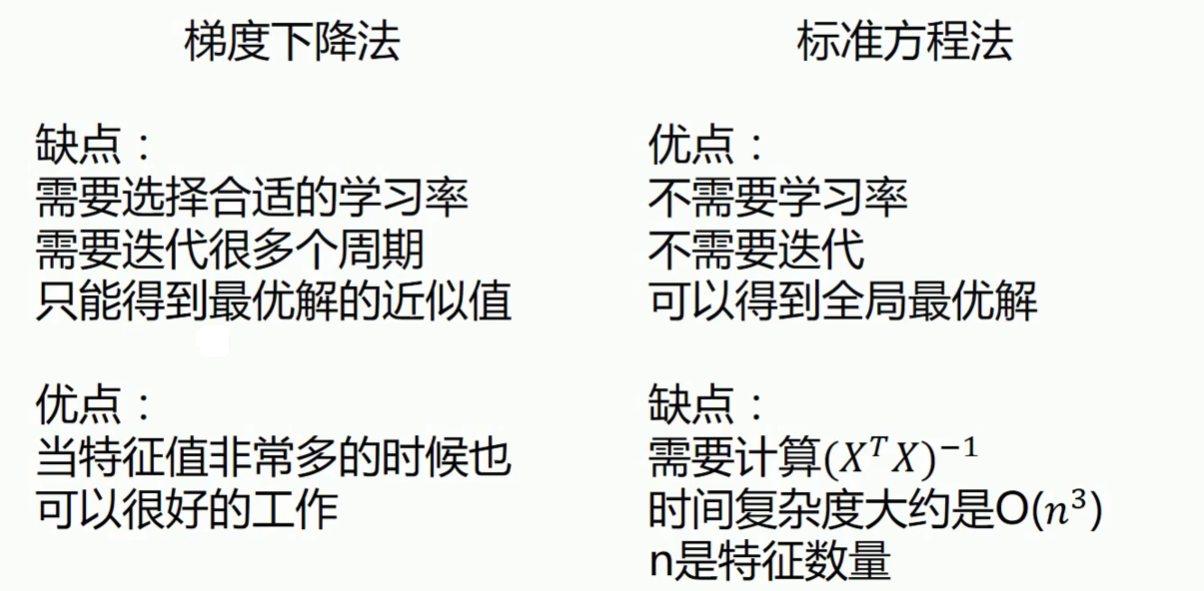 梯度下降法
缺点：
需要选择合适的学习率
需要迭代很多个周期
只能得到最优解的近似值
优点：
当特征值非常多的时候也
可以很好的工作
标准方程法
优点：
不需要学习率
不需要迭代
可以得到全局最优解
缺点：
需要计算(XᵀX)⁻¹
时间复杂度大约是O(n³)
n是特征数量